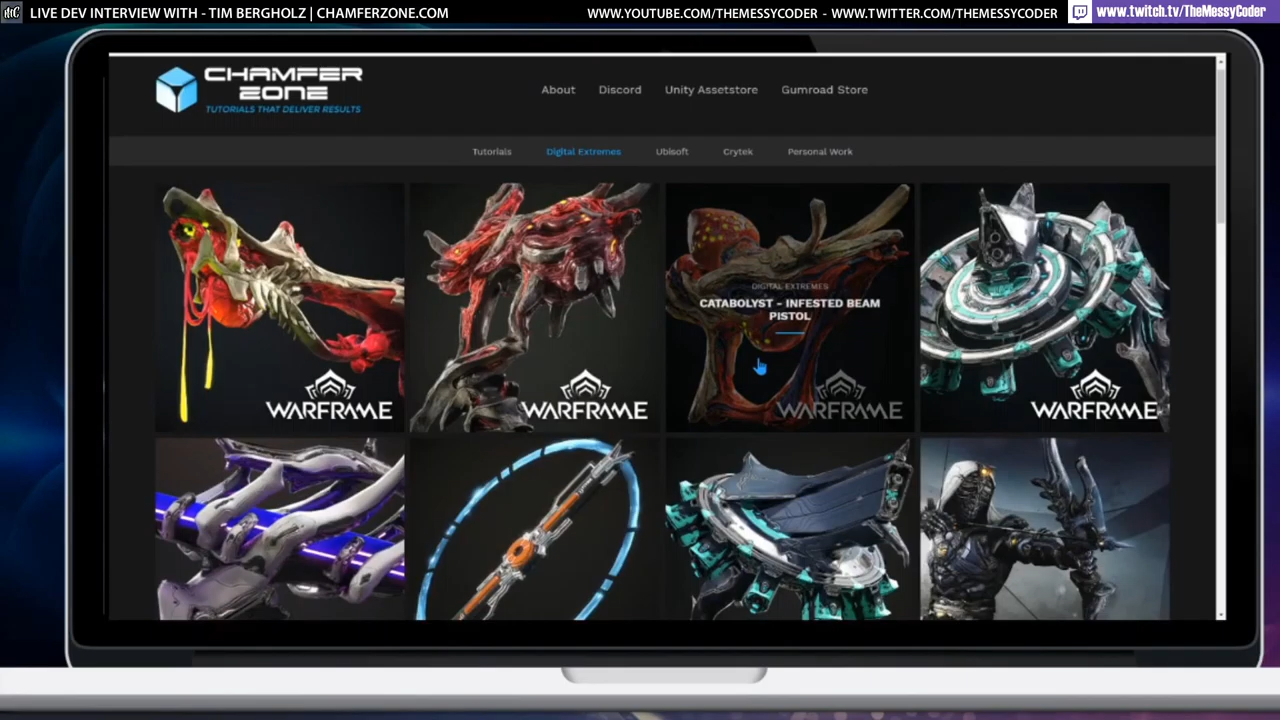 LIVE DEV INTERVIEW WITH - TIM BERGHOLZ | CHAMFERZONE.COM
WWW.YOUTUBE.COM/THEMESSYCODER - WWW.TWITTER.COM/THEMESSYCODER
www.twitch.tv/TheMessyCoder
CHAMFER
ZONE
TUTORIALS THAT DELIVER RESULTS
About
Discord
Unity Assetstore
Gumroad Store
Tutorials
Digital Extremes
Ubisoft
Crytek
Personal Work
WARFRAME
WARFRAME
DIGITAL EXTREMES
CATABOLYST - INFESTED BEAM
PISTOL
WARFRAME
WARFRAME